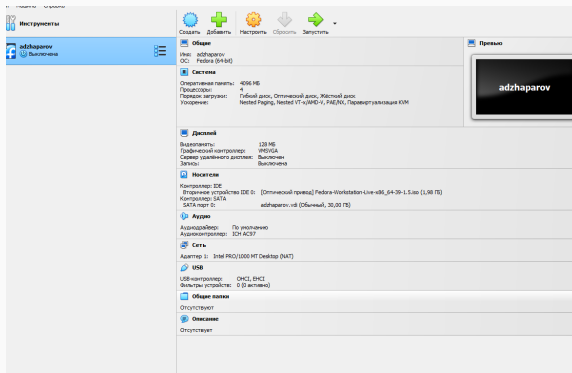 Инструменты
Создать Добавить Настроить Сбросить Запустить
adzhaparov
Выключена
Общие
Имя: adzhaparov
ОС: Fedora (64-bit)
Система
Оперативная память: 4096 МБ
Процессоры: 4
Порядок загрузки: Гибкий диск, Оптический диск, Жёсткий диск
Ускорение: Nested Paging, Nested VT-x/AMD-V, PAE/NX, Паравиртуализация KVM
Превью
adzhaparov
Дисплей
Видеопамять: 128 МБ
Графический контроллер: VMSVGA
Сервер удалённого дисплея: Выключен
Запись: Выключена
Носители
Контроллер: IDE
Вторичное устройство IDE 0: [Оптический привод] Fedora-Workstation-Live-x86_64-39-1.5.iso (1,98 ГБ)
Контроллер: SATA
SATA порт 0: adzhaparov.vdi (Обычный, 30,00 ГБ)
Аудио
Аудиодрайвер: По умолчанию
Аудиоконтроллер: ICH AC97
Сеть
Адаптер 1: Intel PRO/1000 MT Desktop (NAT)
USB
USB-контроллер: OHCI, EHCI
Фильтры устройств: 0 (0 активно)
Общие папки
Отсутствуют
Описание
Отсутствует